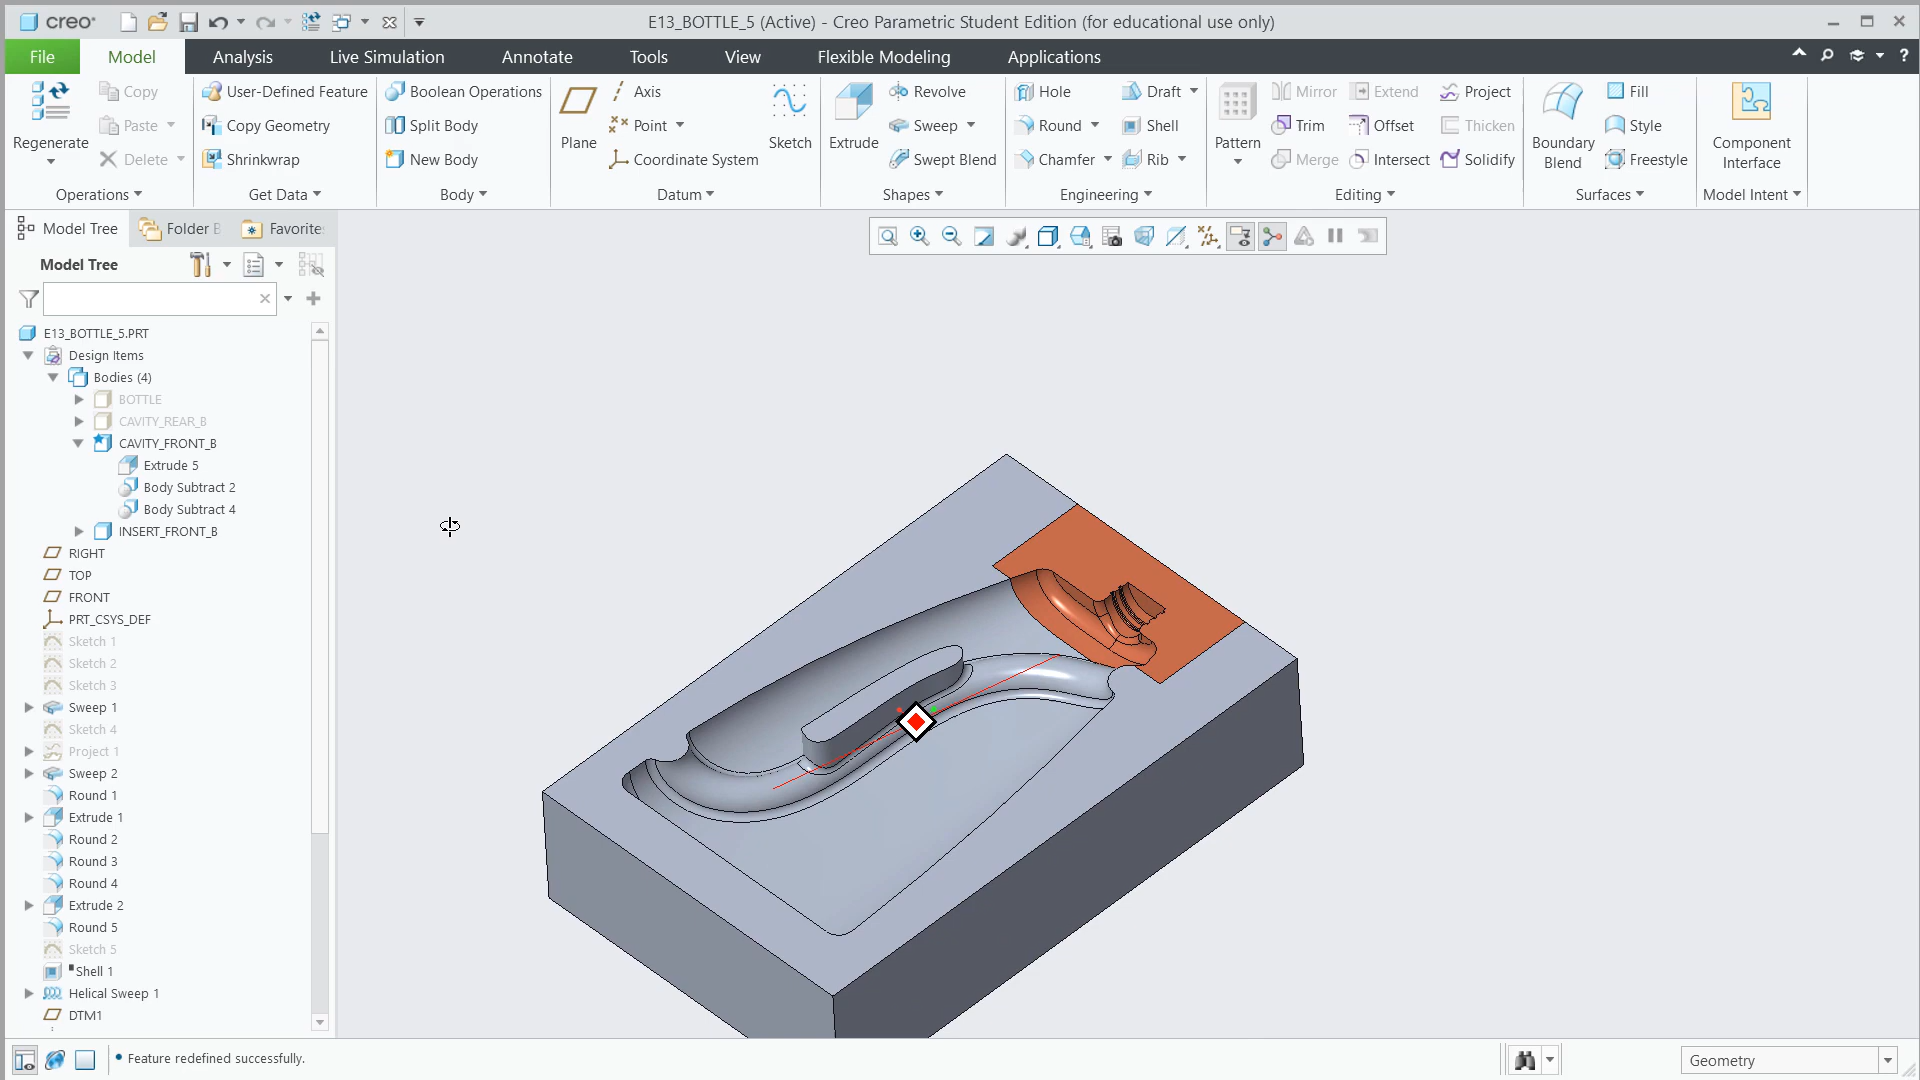 creo
E13_BOTTLE_5 (Active) - Creo Parametric Student Edition (for educational use only)
File
Model
Analysis
Live Simulation
Annotate
Tools
View
Flexible Modeling
Applications
Regenerate
Copy
Paste
Delete
Operations
User-Defined Feature
Copy Geometry
Shrinkwrap
Get Data
Boolean Operations
Split Body
New Body
Body
Plane
Axis
Point
Coordinate System
Sketch
Datum
Extrude
Revolve
Sweep
Swept Blend
Shapes
Hole
Round
Chamfer
Draft
Shell
Rib
Engineering
Pattern
Mirror
Trim
Merge
Extend
Offset
Intersect
Project
Thicken
Solidify
Editing
Boundary
Blend
Fill
Style
Freestyle
Surfaces
Component
Interface
Model Intent
Model Tree
Folder B
Favorite
Model Tree
E13_BOTTLE_5.PRT
Design Items
Bodies (4)
BOTTLE
CAVITY_REAR_B
CAVITY_FRONT_B
Extrude 5
Body Subtract 2
Body Subtract 4
INSERT_FRONT_B
RIGHT
TOP
FRONT
PRT_CSYS_DEF
Sketch 1
Sketch 2
Sketch 3
Sweep 1
Sketch 4
Project 1
Sweep 2
Round 1
Extrude 1
Round 2
Round 3
Round 4
Extrude 2
Round 5
Sketch 5
Shell 1
Helical Sweep 1
DTM1
• Feature redefined successfully.
Geometry